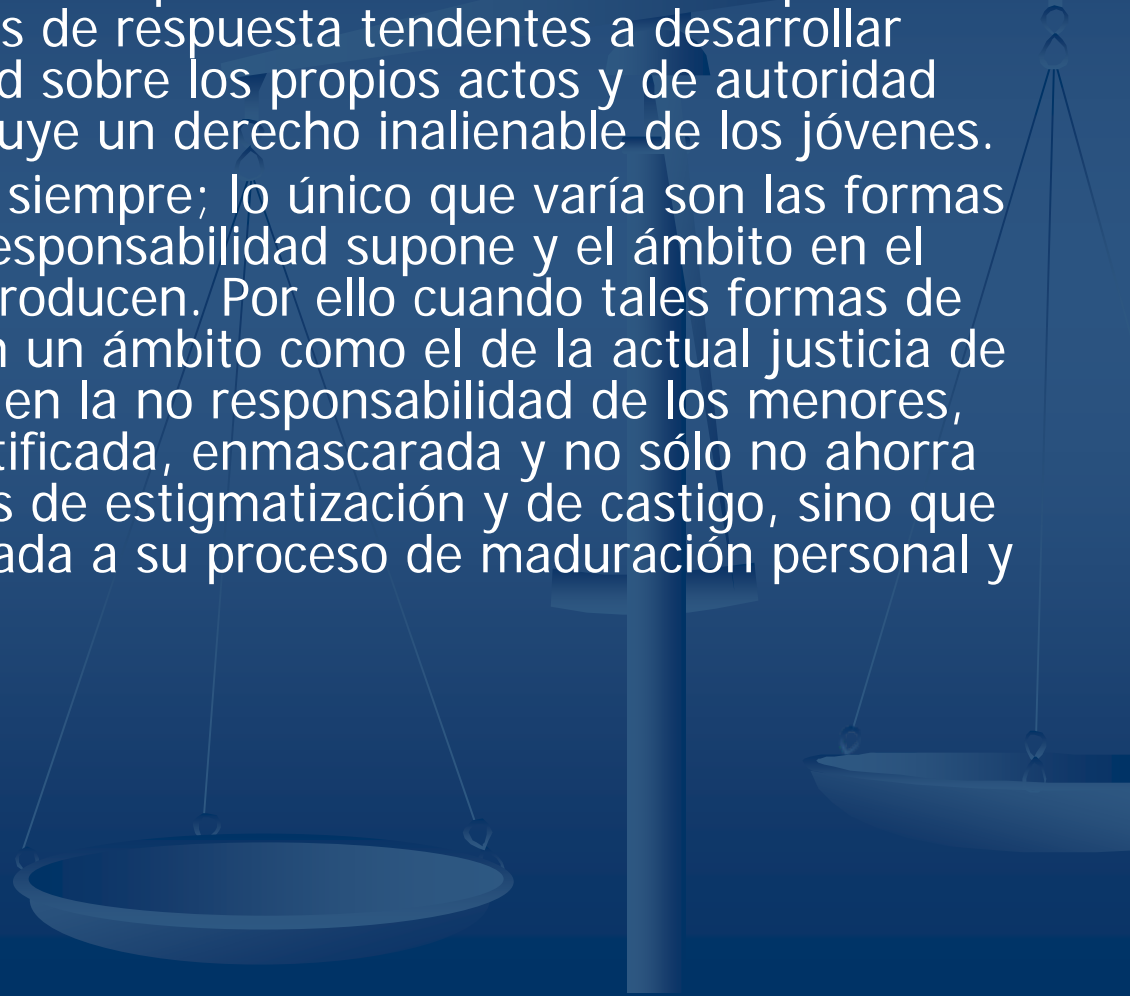 s de respuesta tendentes a desarrollar
d sobre los propios actos y de autoridad
uye un derecho inalienable de los jóvenes.
siempre; lo único que varía son las formas
esponsabilidad supone y el ámbito en el
roducen. Por ello cuando tales formas de
n un ámbito como el de la actual justicia de
en la no responsabilidad de los menores,
tificada, enmascarada y no sólo no ahorra
s de estigmatización y de castigo, sino que
ada a su proceso de maduración personal y